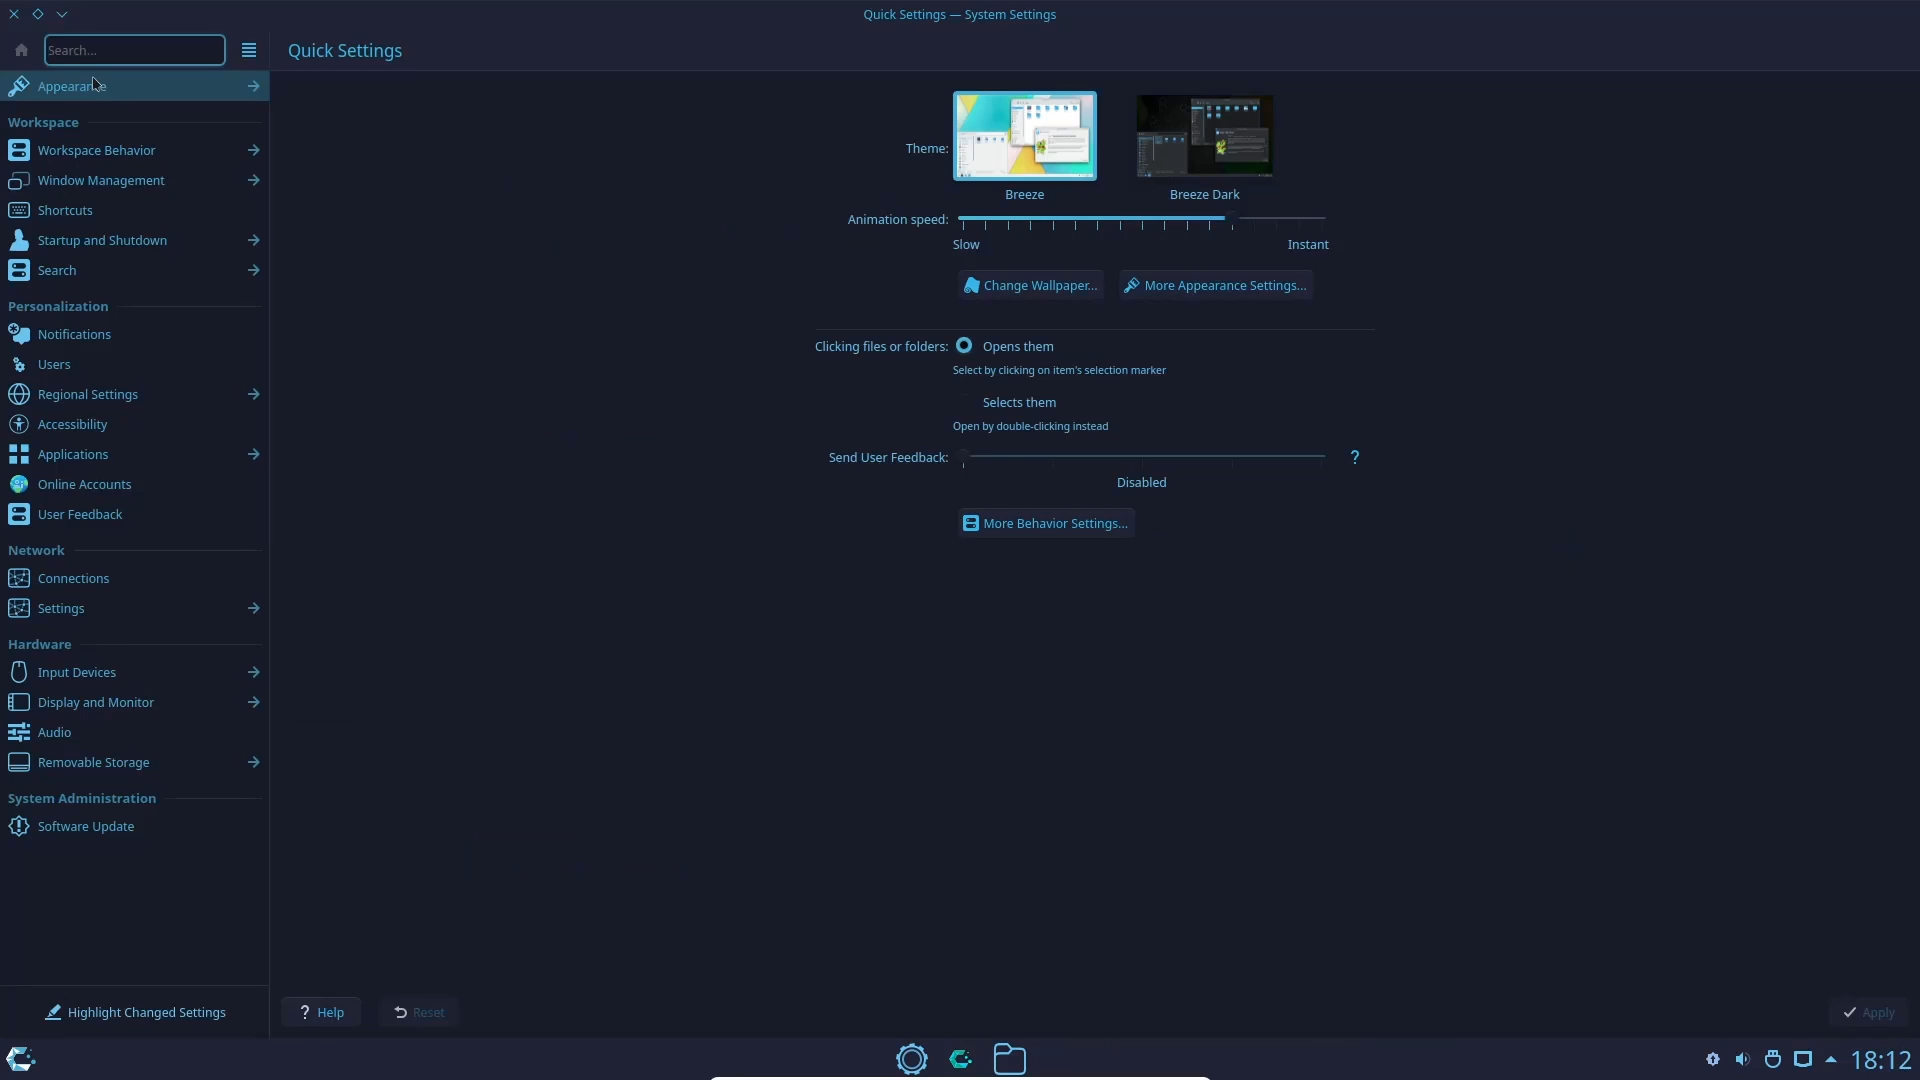 Quick Settings — System Settings
Search...
Quick Settings
Appearance
Workspace
Workspace Behavior
Window Management
Shortcuts
Startup and Shutdown
Search
Personalization
Notifications
Users
Regional Settings
Accessibility
Applications
Online Accounts
User Feedback
Network
Connections
Settings
Hardware
Input Devices
Display and Monitor
Audio
Removable Storage
System Administration
Software Update
Highlight Changed Settings
Theme:
Breeze
Breeze Dark
Animation speed:
Slow
Instant
Change Wallpaper...
More Appearance Settings...
Clicking files or folders:
Opens them
Select by clicking on item's selection marker
Selects them
Open by double-clicking instead
Send User Feedback:
?
Disabled
More Behavior Settings...
? Help
Reset
Apply
18:12